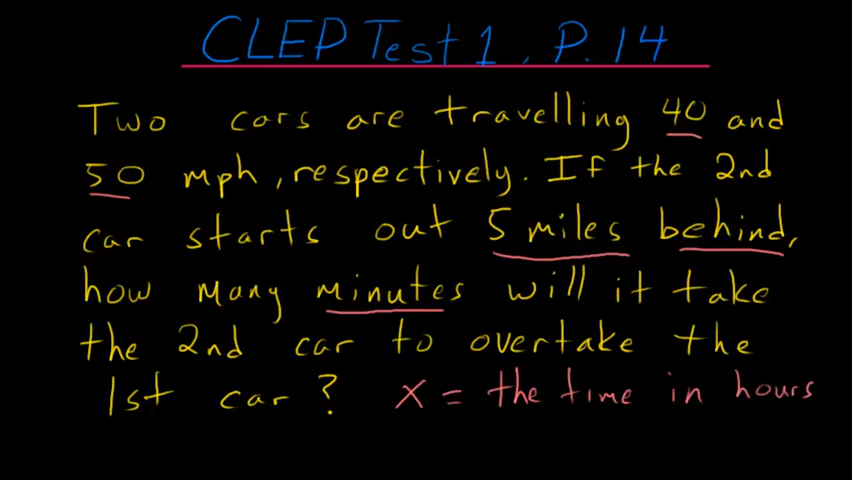 CLEP Test 1, P. 14
Two cars are travelling 40 and
50 mph, respectively. If the 2nd
car starts out 5 miles behind,
how many minutes will it take
the 2nd car to overtake the
1st car? x = the time in hours